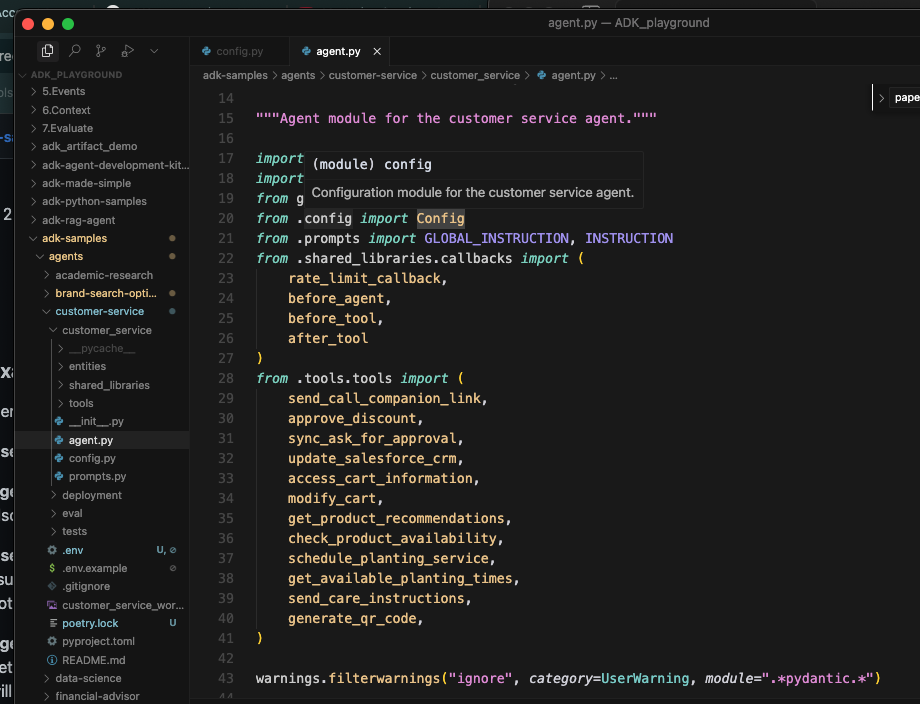 agent.py — ADK_playground
config.py
agent.py
adk-samples > agents > customer-service > customer_service > agent.py > ...
ADK_PLAYGROUND
5.Events
6.Context
7.Evaluate
adk_artifact_demo
adk-agent-development-kit...
adk-made-simple
adk-python-samples
adk-rag-agent
adk-samples
agents
academic-research
brand-search-opti...
customer-service
customer_service
__pycache__
entities
shared_libraries
tools
__init__.py
agent.py
config.py
prompts.py
deployment
eval
tests
.env U,
.env.example
.gitignore
customer_service_wor...
poetry.lock U
pyproject.toml
README.md
data-science
financial-advisor
14
15 """Agent module for the customer service agent."""
16
17 import
18 import
19 from g
20 from .config import Config
21 from .prompts import GLOBAL_INSTRUCTION, INSTRUCTION
22 from .shared_libraries.callbacks import (
23 rate_limit_callback,
24 before_agent,
25 before_tool,
26 after_tool
27 )
28 from .tools.tools import (
29 send_call_companion_link,
30 approve_discount,
31 sync_ask_for_approval,
32 update_salesforce_crm,
33 access_cart_information,
34 modify_cart,
35 get_product_recommendations,
36 check_product_availability,
37 schedule_planting_service,
38 get_available_planting_times,
39 send_care_instructions,
40 generate_qr_code,
41 )
42
43 warnings.filterwarnings("ignore", category=UserWarning, module=".*pydantic.*")
44
(module) config
Configuration module for the customer service agent.
> pape